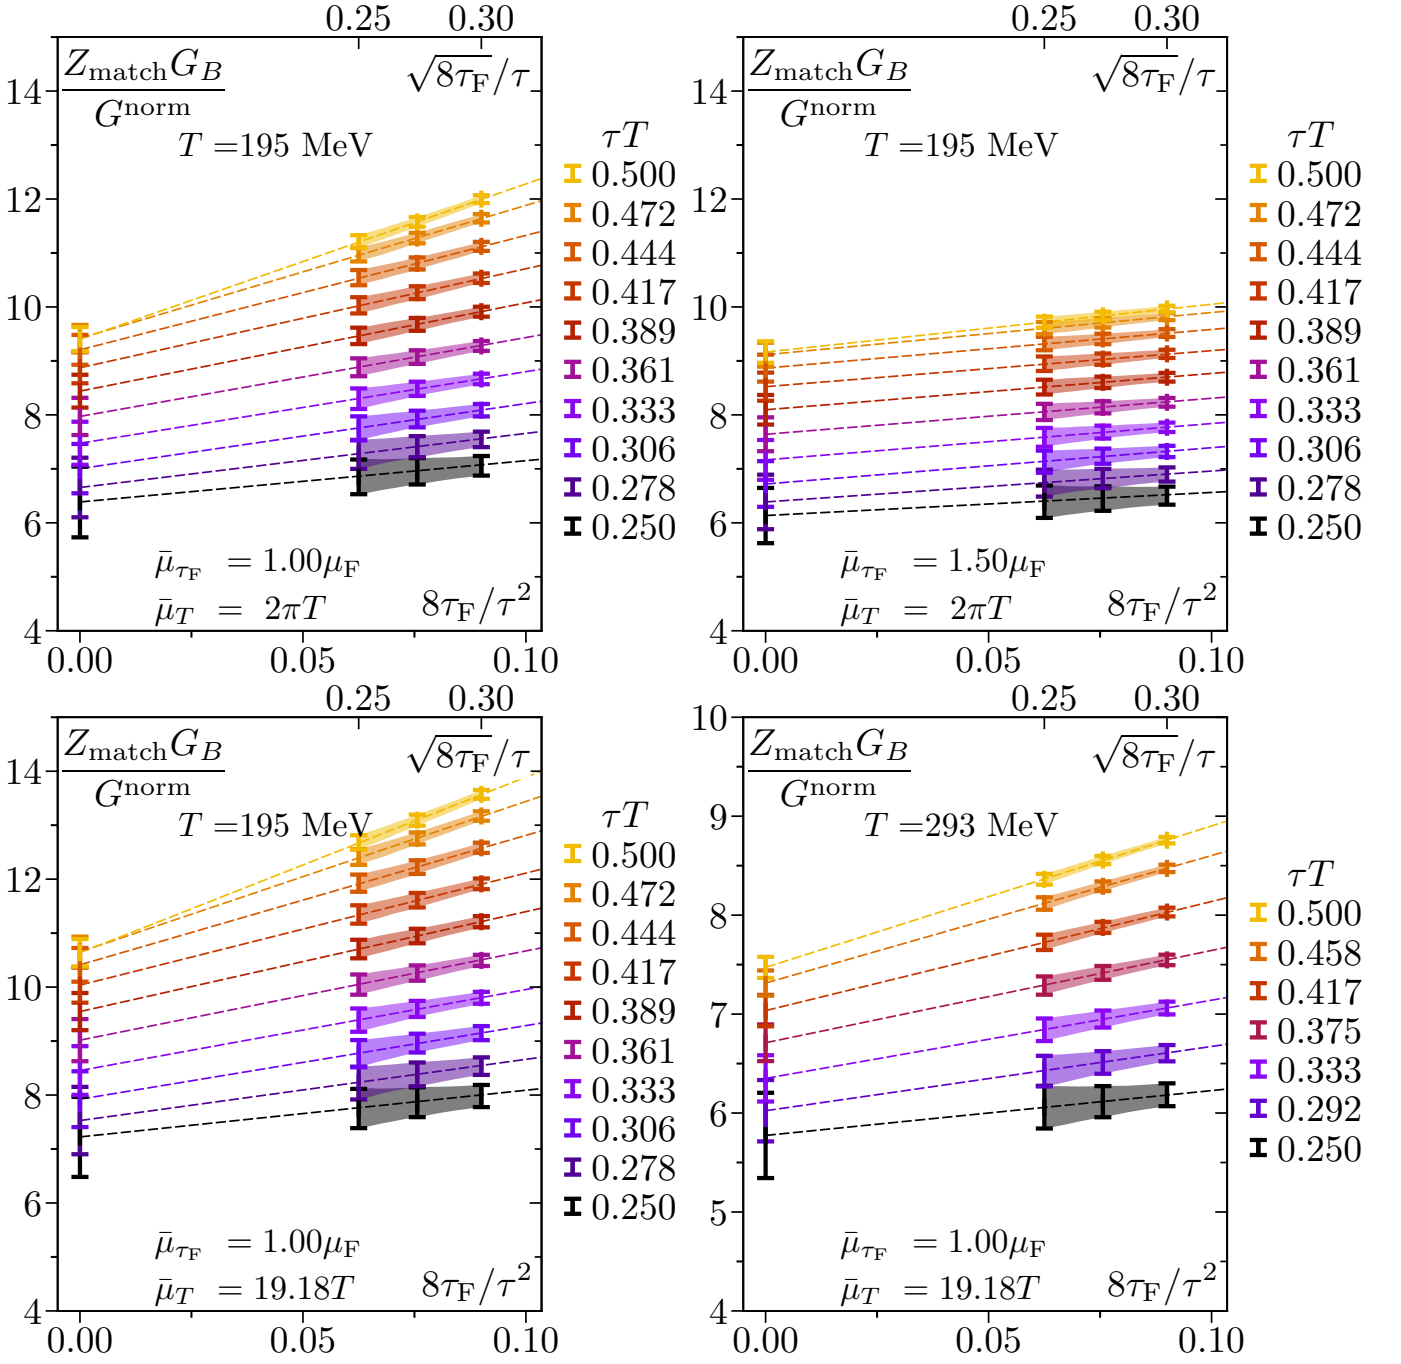 0.25 0.30
Z_match G_B / G^norm
√8τ_F/τ
T =195 MeV
14
12
10
8
6
4
τT
0.500
0.472
0.444
0.417
0.389
0.361
0.333
0.306
0.278
0.250
μ̄_τF = 1.00μ_F
μ̄_T = 2πT
8τ_F/τ²
0.00 0.05 0.10
0.25 0.30
Z_match G_B / G^norm
√8τ_F/τ
T =195 MeV
14
12
10
8
6
4
τT
0.500
0.472
0.444
0.417
0.389
0.361
0.333
0.306
0.278
0.250
μ̄_τF = 1.50μ_F
μ̄_T = 2πT
8τ_F/τ²
0.00 0.05 0.10
0.25 0.30
Z_match G_B / G^norm
√8τ_F/τ
T =195 MeV
14
12
10
8
6
4
τT
0.500
0.472
0.444
0.417
0.389
0.361
0.333
0.306
0.278
0.250
μ̄_τF = 1.00μ_F
μ̄_T = 19.18T
8τ_F/τ²
0.00 0.05 0.10
0.25 0.30
Z_match G_B / G^norm
√8τ_F/τ
T =293 MeV
10
9
8
7
6
5
4
τT
0.500
0.458
0.417
0.375
0.333
0.292
0.250
μ̄_τF = 1.00μ_F
μ̄_T = 19.18T
8τ_F/τ²
0.00 0.05 0.10